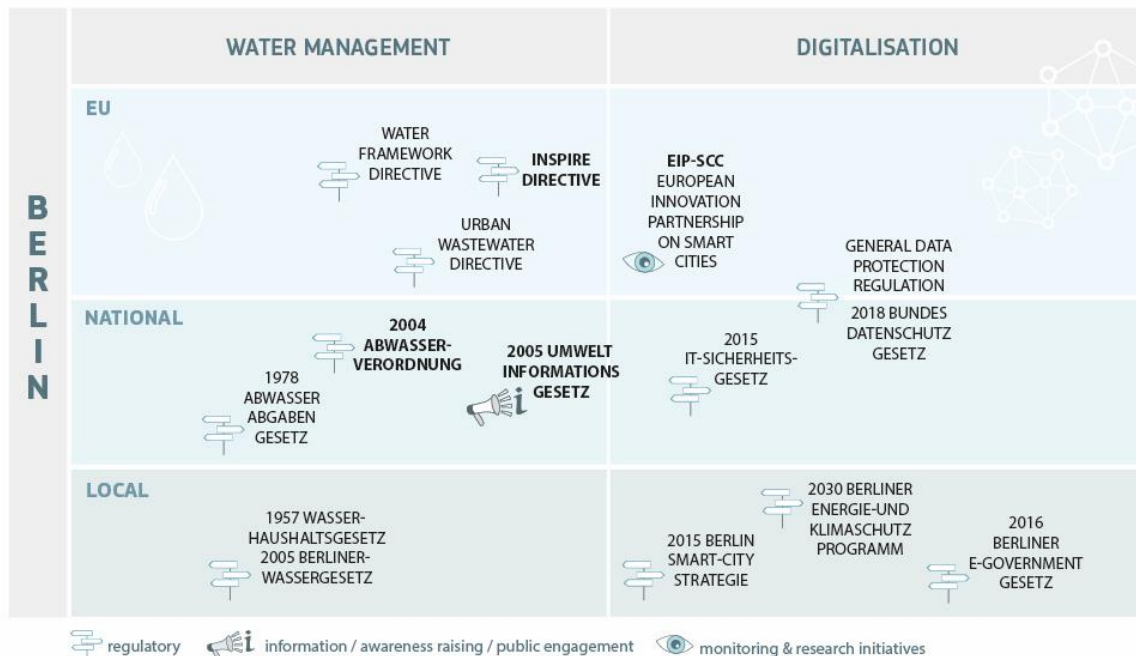 WATER MANAGEMENT
DIGITALISATION
BERLIN
EU
WATER
FRAMEWORK
DIRECTIVE
INSPIRE
DIRECTIVE
URBAN
WASTEWATER
DIRECTIVE
EIP-SCC
EUROPEAN
INNOVATION
PARTNERSHIP
ON SMART
CITIES
GENERAL DATA
PROTECTION
REGULATION
NATIONAL
2004
ABWASSER-
VERORDNUNG
2005 UMWELT
INFORMATIONS
GESETZ
1978
ABWASSER
ABGABEN
GESETZ
i
2015
IT-SICHERHEITS-
GESETZ
2018 BUNDES
DATENSCHUTZ
GESETZ
LOCAL
1957 WASSER-
HAUSHALTSGESETZ
2005 BERLINER-
WASSERGESETZ
2015 BERLIN
SMART-CITY
STRATEGIE
2030 BERLINER
ENERGIE-UND
KLIMASCHUTZ
PROGRAMM
2016
BERLINER
E-GOVERNMENT
GESETZ
regulatory
i information / awareness raising / public engagement
monitoring & research initiatives